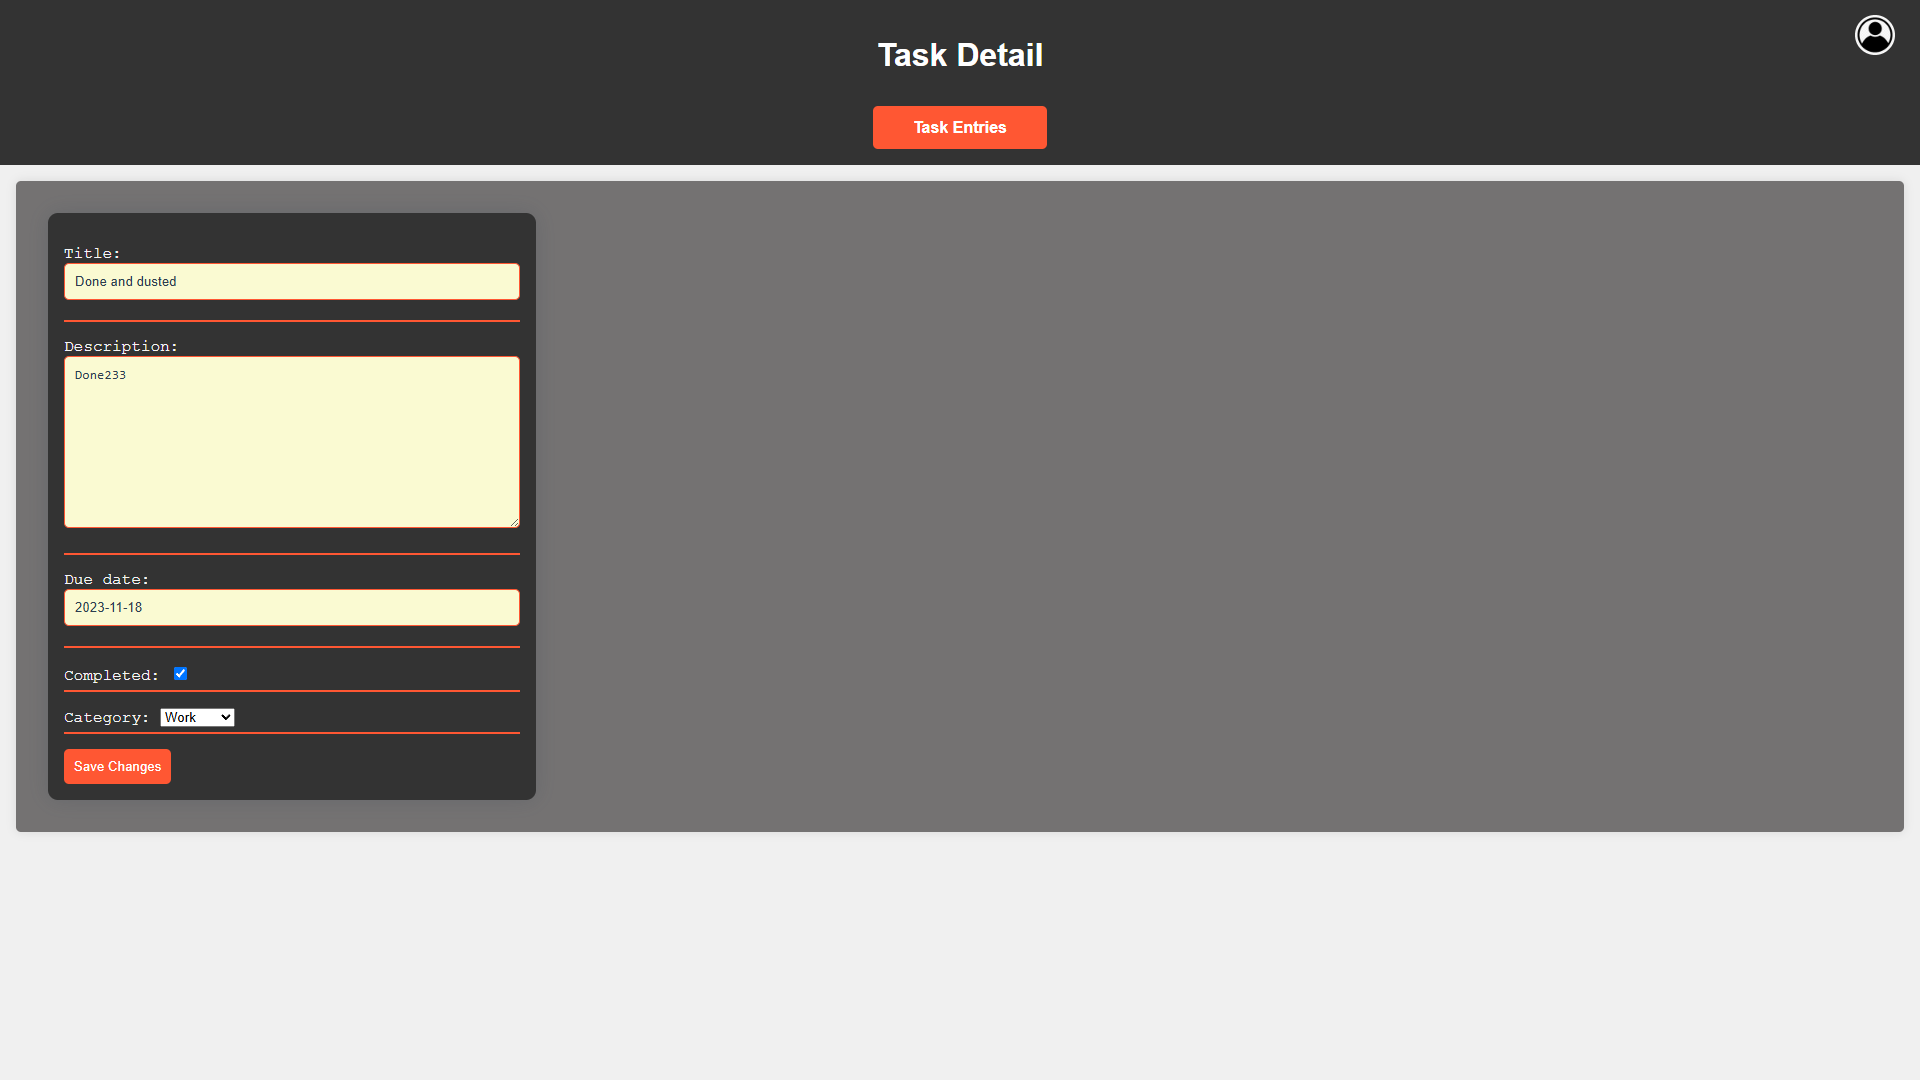 Task Detail
Task Entries
Title:
Done and dusted
Description:
Done233
Due date:
2023-11-18
Completed:
Category: Work
Save Changes